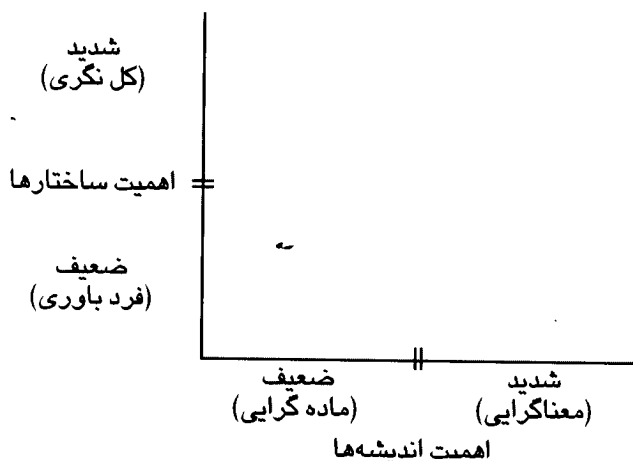 شدید
(کل نگری)
اهمیت ساختارها
ضعیف
(فرد باوری)
ضعیف
(ماده گرایی)
شدید
(معناگرایی)
اهمیت اندیشه‌ها